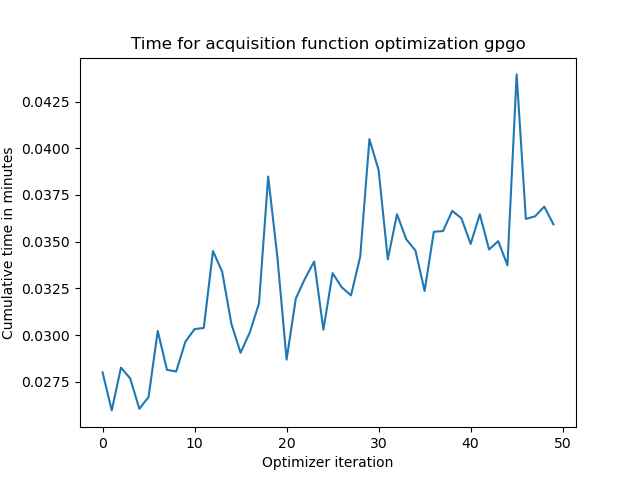 Time for acquisition function optimization gpgo
Cumulative time in minutes
0.0425
0.0400
0.0375
0.0350
0.0325
0.0300
0.0275
0 10 20 30 40 50
Optimizer iteration